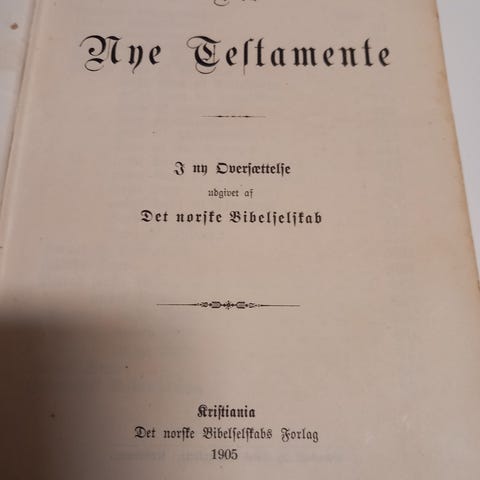 Nye Testamente
I ny Oversættelse
udgivet af
Det norske Bibelselskab
Kristiania
Det norske Bibelselskabs Forlag
1905